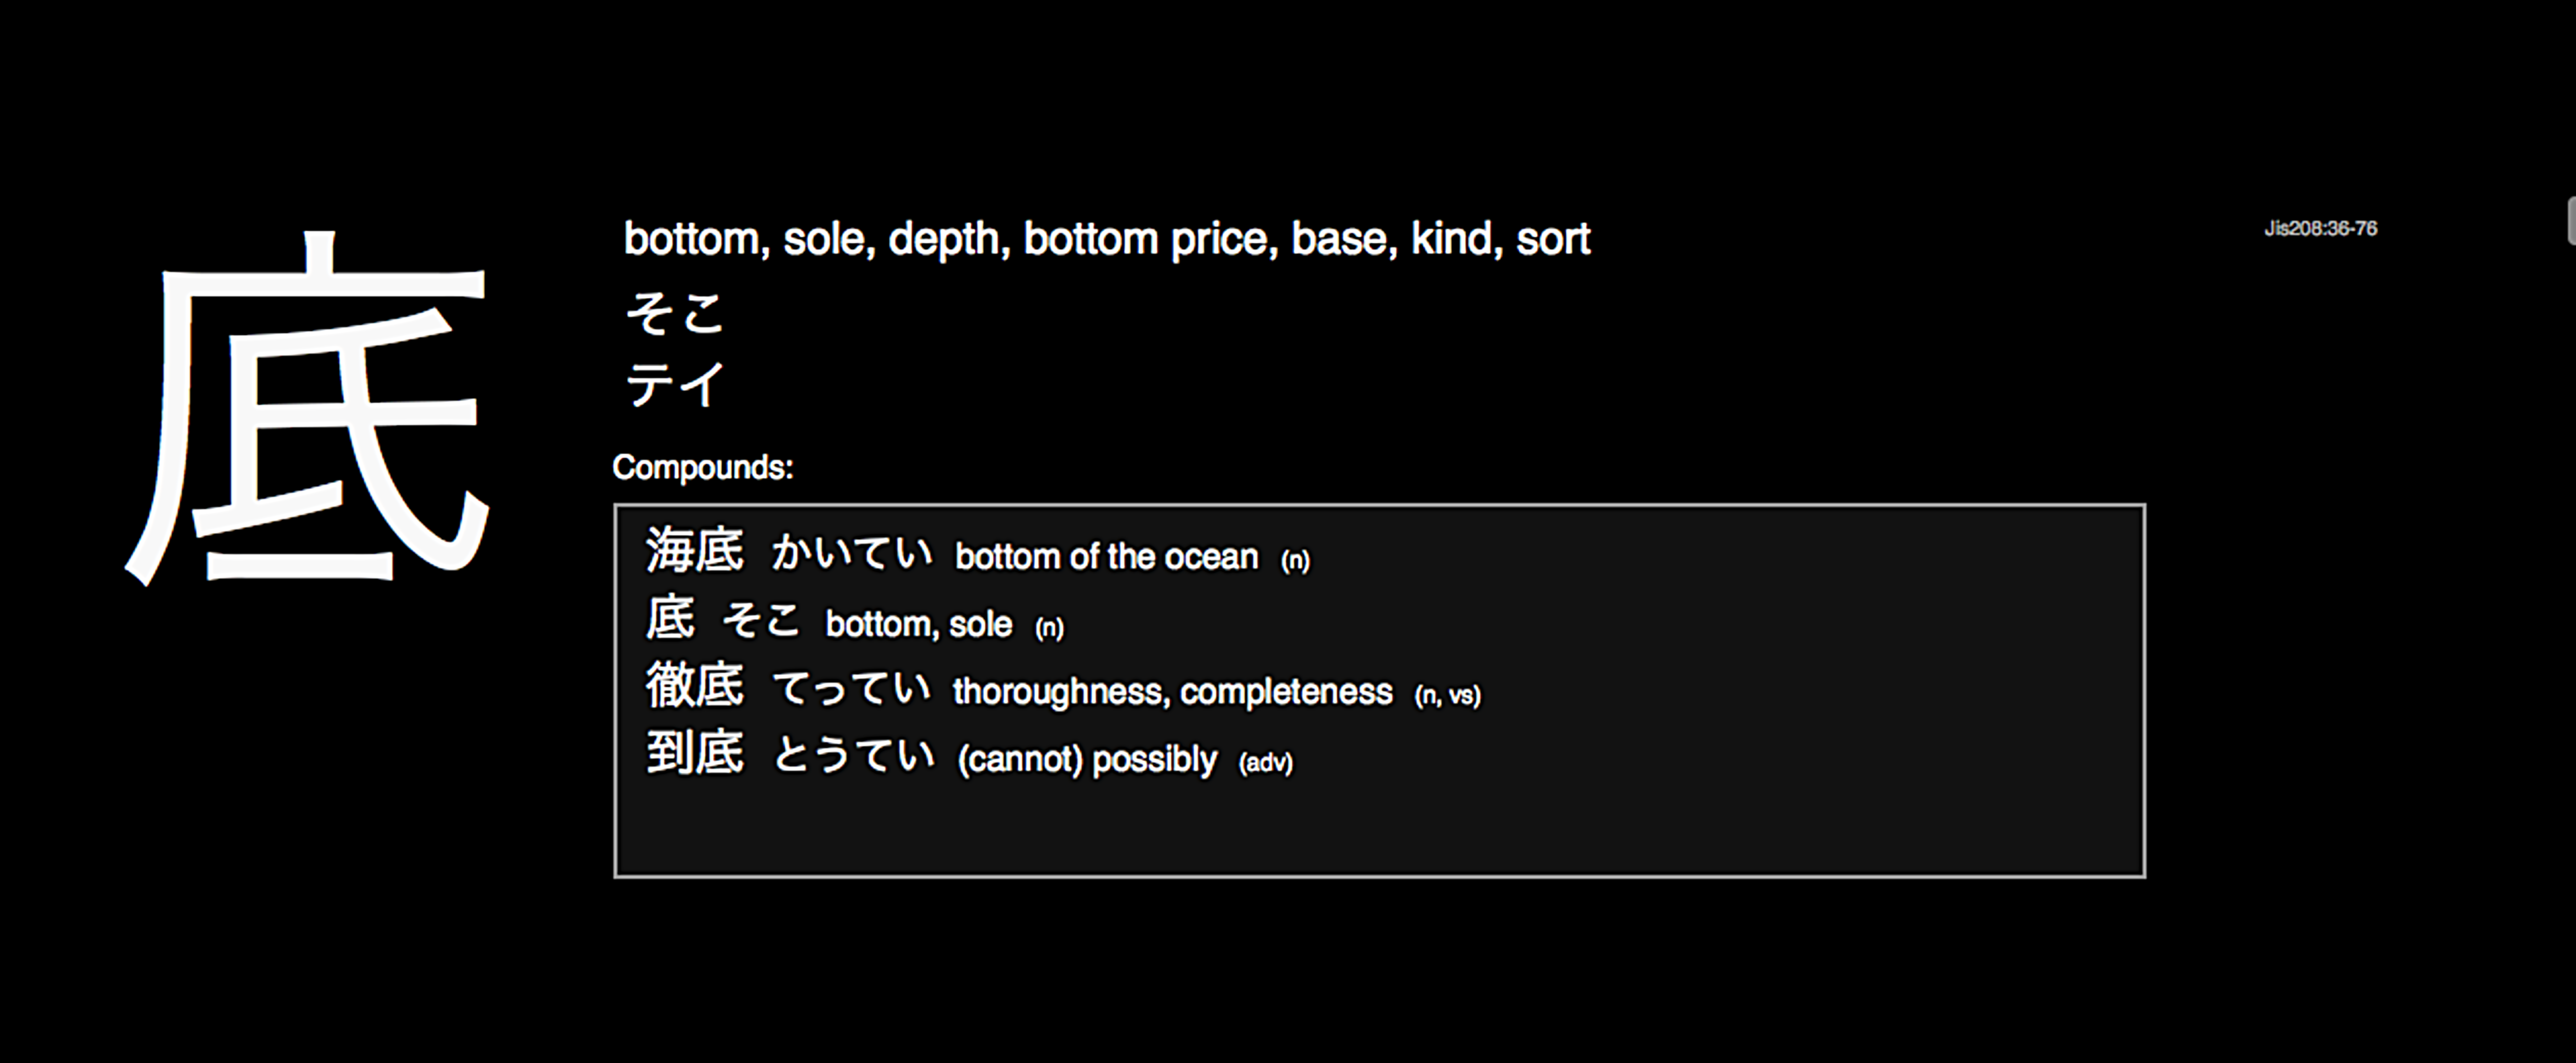 底
bottom, sole, depth, bottom price, base, kind, sort
Jis208:36-76
そこ
テイ
Compounds:
海底 かいてい bottom of the ocean (n)
底 そこ bottom, sole (n)
徹底 てってい thoroughness, completeness (n, vs)
到底 とうてい (cannot) possibly (adv)